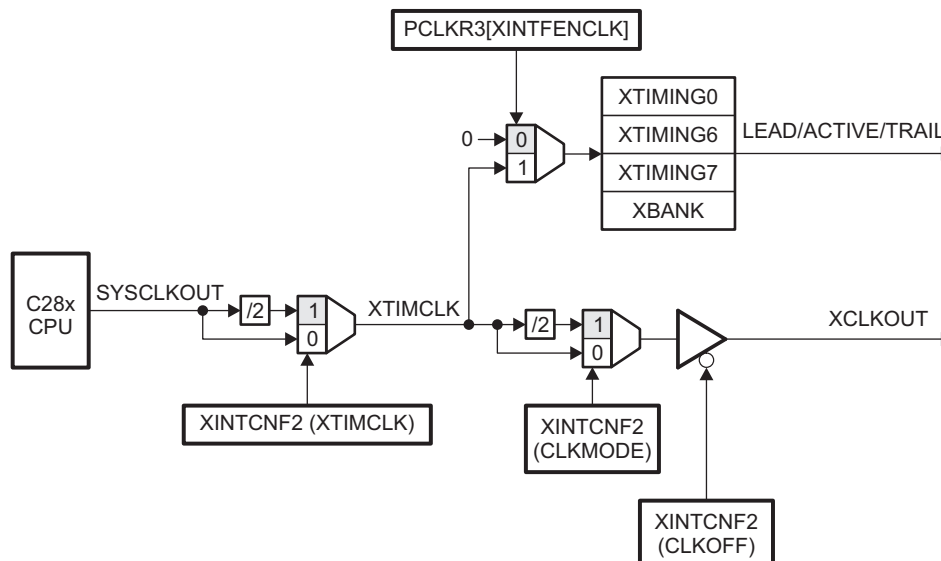 PCLKR3[XINTFENCLK]
XTIMING0
0 0 XTIMING6 LEAD/ACTIVE/TRAIL
1 XTIMING7
XBANK
C28x
CPU
SYSCLKOUT
/2 1
0
XTIMCLK
/2 1
0
XCLKOUT
XINTCNF2 (XTIMCLK)
XINTCNF2
(CLKMODE)
XINTCNF2
(CLKOFF)